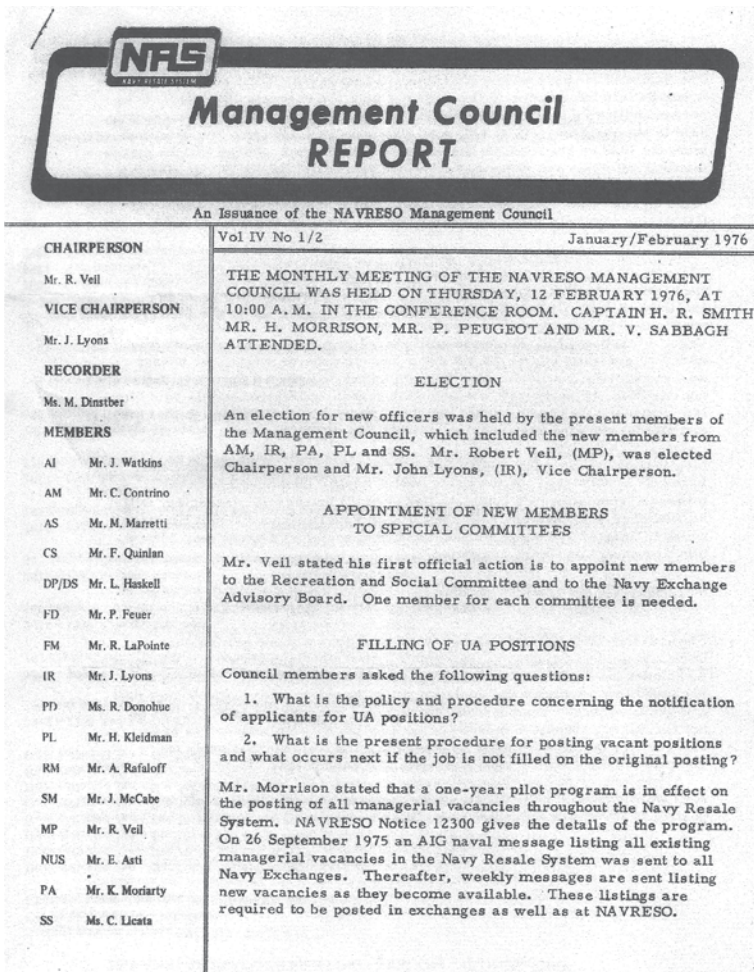 NRS
NAVY RESALE SYSTEM
Management Council
REPORT
An Issuance of the NAVRESO Management Council
CHAIRPERSON
Mr. R. Veil
VICE CHAIRPERSON
Mr. J. Lyons
RECORDER
Ms. M. Dinstber
MEMBERS
AI Mr. J. Watkins
AM Mr. C. Contrino
AS Mr. M. Marretti
CS Mr. F. Quinlan
DP/DS Mr. L. Haskell
FD Mr. P. Feuer
FM Mr. R. LaPointe
IR Mr. J. Lyons
PD Ms. R. Donohue
PL Mr. H. Kleidman
RM Mr. A. Rafaloff
SM Mr. J. McCabe
MP Mr. R. Veil
NUS Mr. E. Asti
PA Mr. K. Moriarty
SS Ms. C. Licata
Vol IV No 1/2 January/February 1976
THE MONTHLY MEETING OF THE NAVRESO MANAGEMENT
COUNCIL WAS HELD ON THURSDAY, 12 FEBRUARY 1976, AT
10:00 A.M. IN THE CONFERENCE ROOM. CAPTAIN H. R. SMITH
MR. H. MORRISON, MR. P. PEUGEOT AND MR. V. SABBAGH
ATTENDED.
ELECTION
An election for new officers was held by the present members of
the Management Council, which included the new members from
AM, IR, PA, PL and SS. Mr. Robert Veil, (MP), was elected
Chairperson and Mr. John Lyons, (IR), Vice Chairperson.
APPOINTMENT OF NEW MEMBERS
TO SPECIAL COMMITTEES
Mr. Veil stated his first official action is to appoint new members
to the Recreation and Social Committee and to the Navy Exchange
Advisory Board. One member for each committee is needed.
FILLING OF UA POSITIONS
Council members asked the following questions:
1. What is the policy and procedure concerning the notification
of applicants for UA positions?
2. What is the present procedure for posting vacant positions
and what occurs next if the job is not filled on the original posting?
Mr. Morrison stated that a one-year pilot program is in effect on
the posting of all managerial vacancies throughout the Navy Resale
System. NAVRESO Notice 12300 gives the details of the program.
On 26 September 1975 an AIG naval message listing all existing
managerial vacancies in the Navy Resale System was sent to all
Navy Exchanges. Thereafter, weekly messages are sent listing
new vacancies as they become available. These listings are
required to be posted in exchanges as well as at NAVRESO.